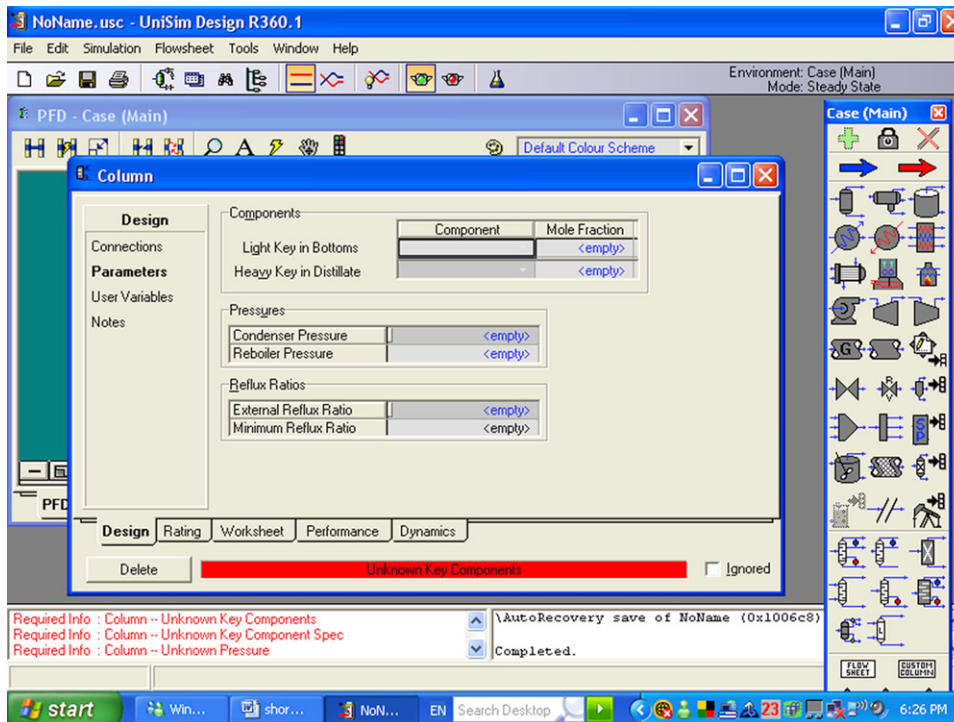 NoName.usc - UniSim Design R360.1
File Edit Simulation Flowsheet Tools Window Help
Environment: Case (Main)
Mode: Steady State
PFD - Case (Main)
Default Colour Scheme
Case (Main)
Column
Design
Connections
Parameters
User Variables
Notes
Components
Component Mole Fraction
Light Key in Bottoms <empty>
Heavy Key in Distillate <empty>
Pressures
Condenser Pressure <empty>
Reboiler Pressure <empty>
Reflux Ratios
External Reflux Ratio <empty>
Minimum Reflux Ratio <empty>
PFD
Design Rating Worksheet Performance Dynamics
Delete Unknown Key Components Ignored
G
R
SP
L
FLOW SHEET
CUSTOM COLUMN
Required Info : Column -- Unknown Key Components
Required Info : Column -- Unknown Key Component Spec
Required Info : Column -- Unknown Pressure
\AutoRecovery save of NoName (0x1006c8)
Completed.
start Win... shor... NoN... EN Search Desktop 23 6:26 PM